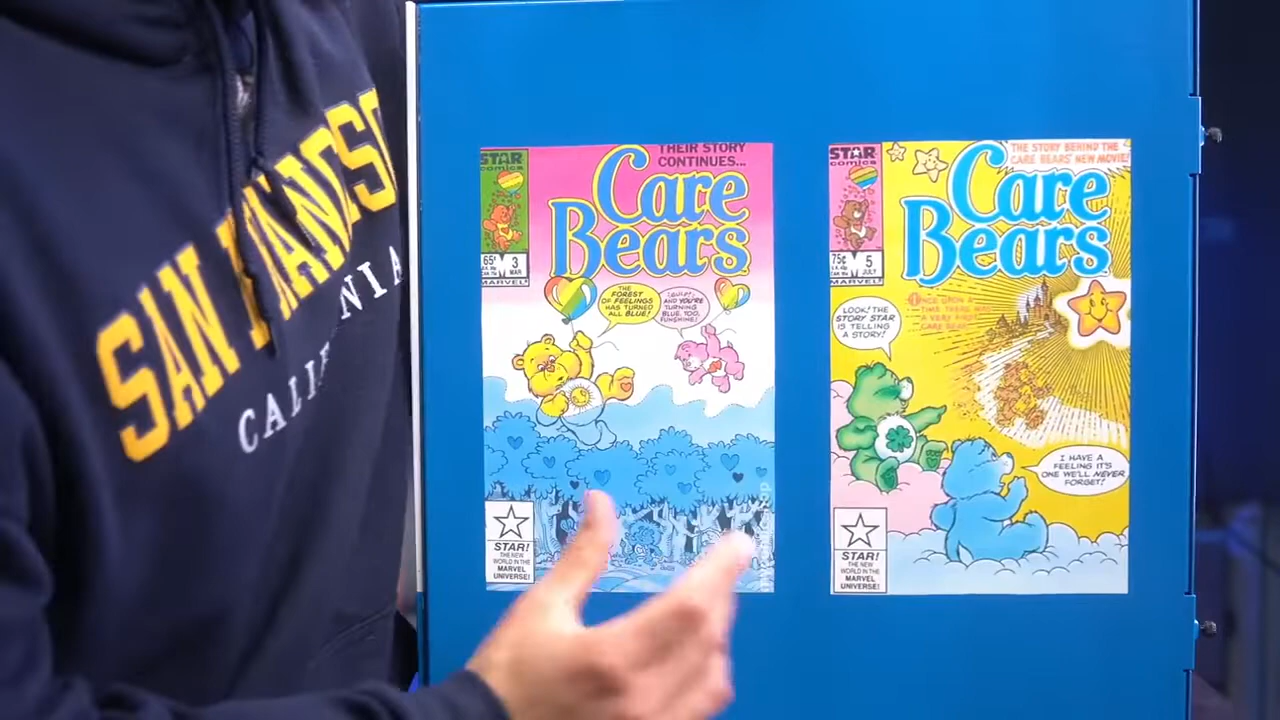 SAN FRANCISCO
CALIFORNIA
STAR
comics
65¢
3
MAR
MARVEL
THEIR STORY
CONTINUES...
Care
Bears
THE
FOREST
OF FEELINGS
HAS TURNED
ALL BLUE!
(GULP!)
AND YOU'RE
TURNING
BLUE, TOO,
FUNSHINE!
STAR!
THE NEW
WORLD IN THE
MARVEL
UNIVERSE!
STAR
comics
75¢
5
JULY
MARVEL
THE STORY BEHIND THE
CARE BEARS' NEW MOVIE!
Care
Bears
LOOK! THE
STORY STAR
IS TELLING
A STORY!
ONCE UPON A
TIME THERE WAS
A VERY
CARE BEAR
I HAVE A
FEELING IT'S
ONE WE'LL NEVER
FORGET!
STAR!
THE NEW
WORLD IN THE
MARVEL
UNIVERSE!